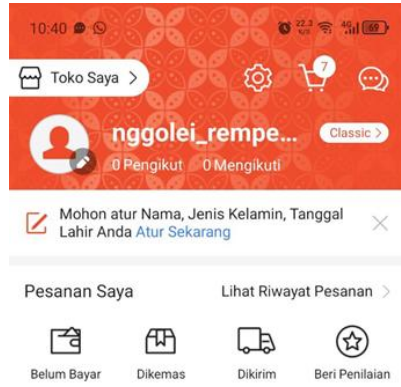 10:40
22.3 K/S 4G 69
Toko Saya >
7
nggolei_rempe...
Classic >
0 Pengikut 0 Mengikuti
Mohon atur Nama, Jenis Kelamin, Tanggal
Lahir Anda Atur Sekarang
Pesanan Saya Lihat Riwayat Pesanan >
Belum Bayar Dikemas Dikirim Beri Penilaian